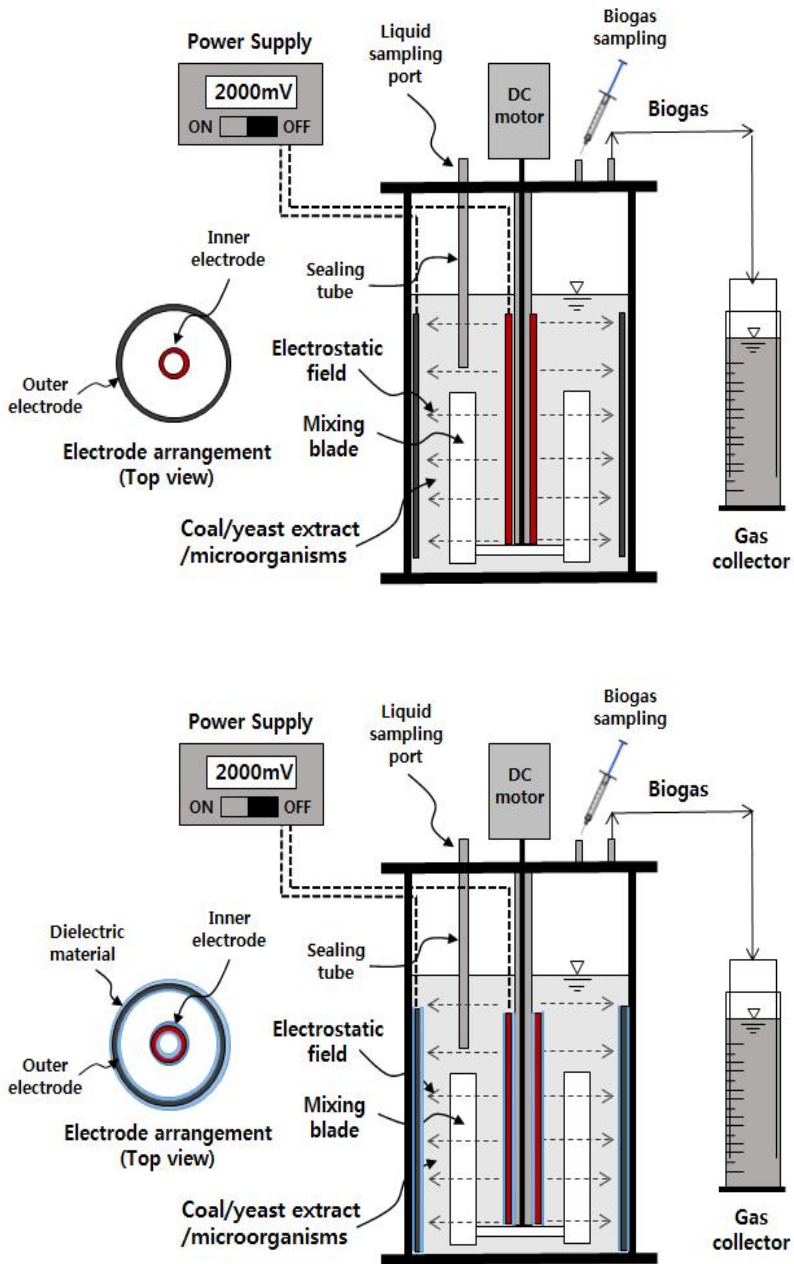 Power Supply
2000mV
ON
OFF
Liquid
sampling
port
DC
motor
Biogas
sampling
Biogas
Inner
electrode
Outer
electrode
Electrode arrangement
(Top view)
Sealing
tube
Electrostatic
field
Mixing
blade
Coal/yeast extract
/microorganisms
Gas
collector
Power Supply
2000mV
ON
OFF
Liquid
sampling
port
DC
motor
Biogas
sampling
Biogas
Dielectric
material
Inner
electrode
Outer
electrode
Electrode arrangement
(Top view)
Sealing
tube
Electrostatic
field
Mixing
blade
Coal/yeast extract
/microorganisms
Gas
collector